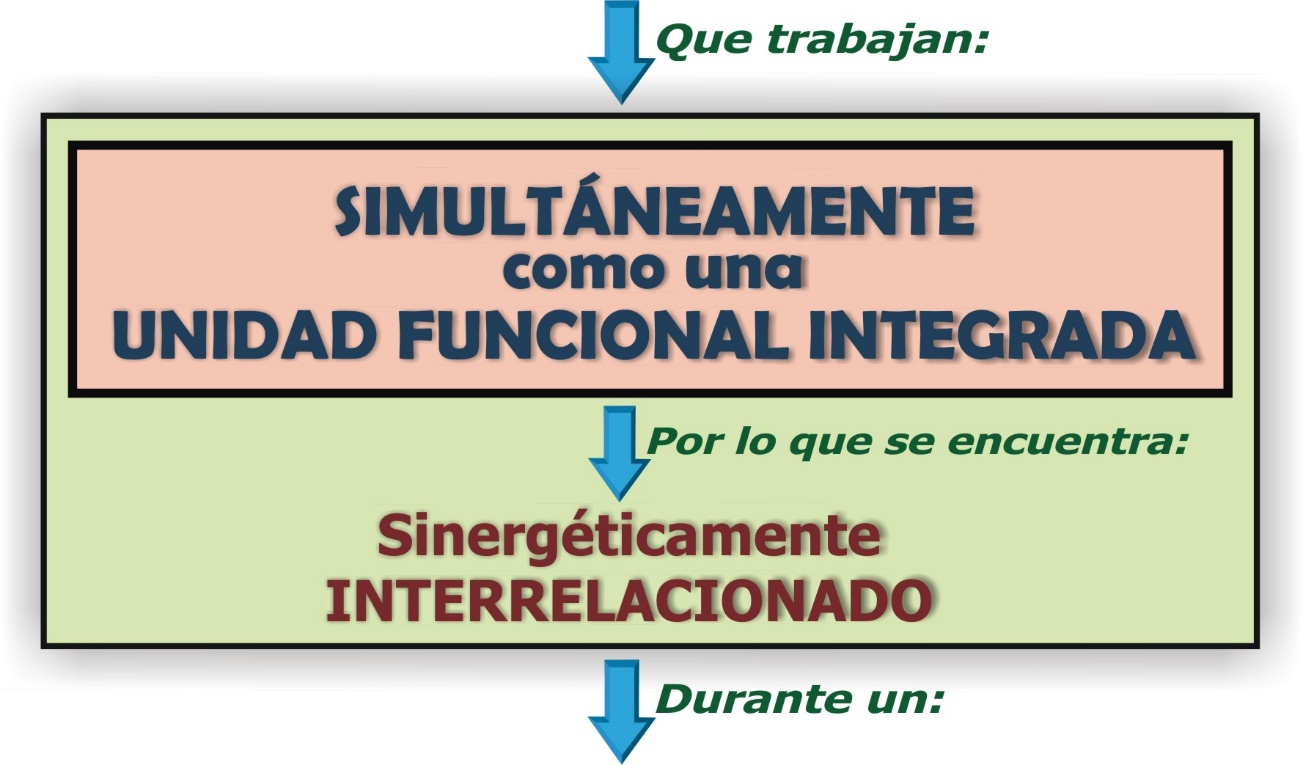 Que trabajan:
SIMULTÁNEAMENTE
como una
UNIDAD FUNCIONAL INTEGRADA
Por lo que se encuentra:
Sinergéticamente
INTERRELACIONADO
Durante un: